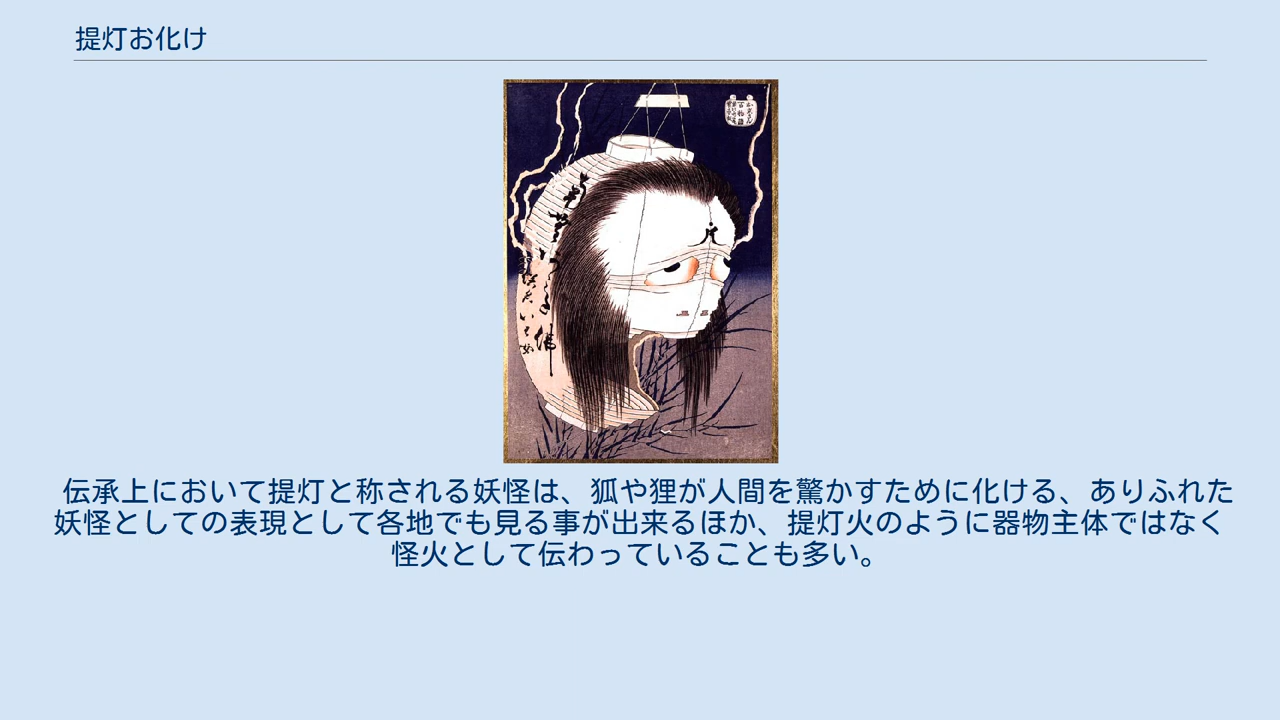 提灯お化け
伝承上において提灯と称される妖怪は、狐や狸が人間を驚かすために化ける、ありふれた
妖怪としての表現として各地でも見る事が出来るほか、提灯火のように器物主体ではなく
怪火として伝わっていることも多い。